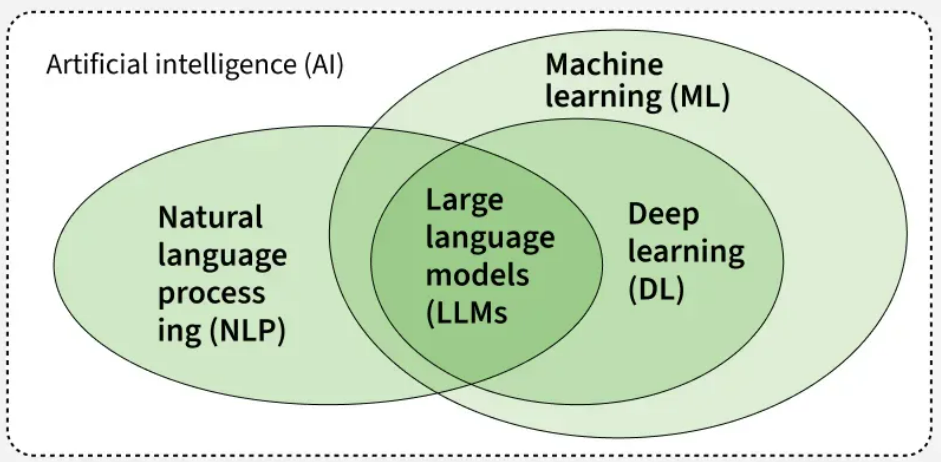 Artificial intelligence (AI)
Machine
learning (ML)
Natural
language
process
ing (NLP)
Large
language
models
(LLMs
Deep
learning
(DL)